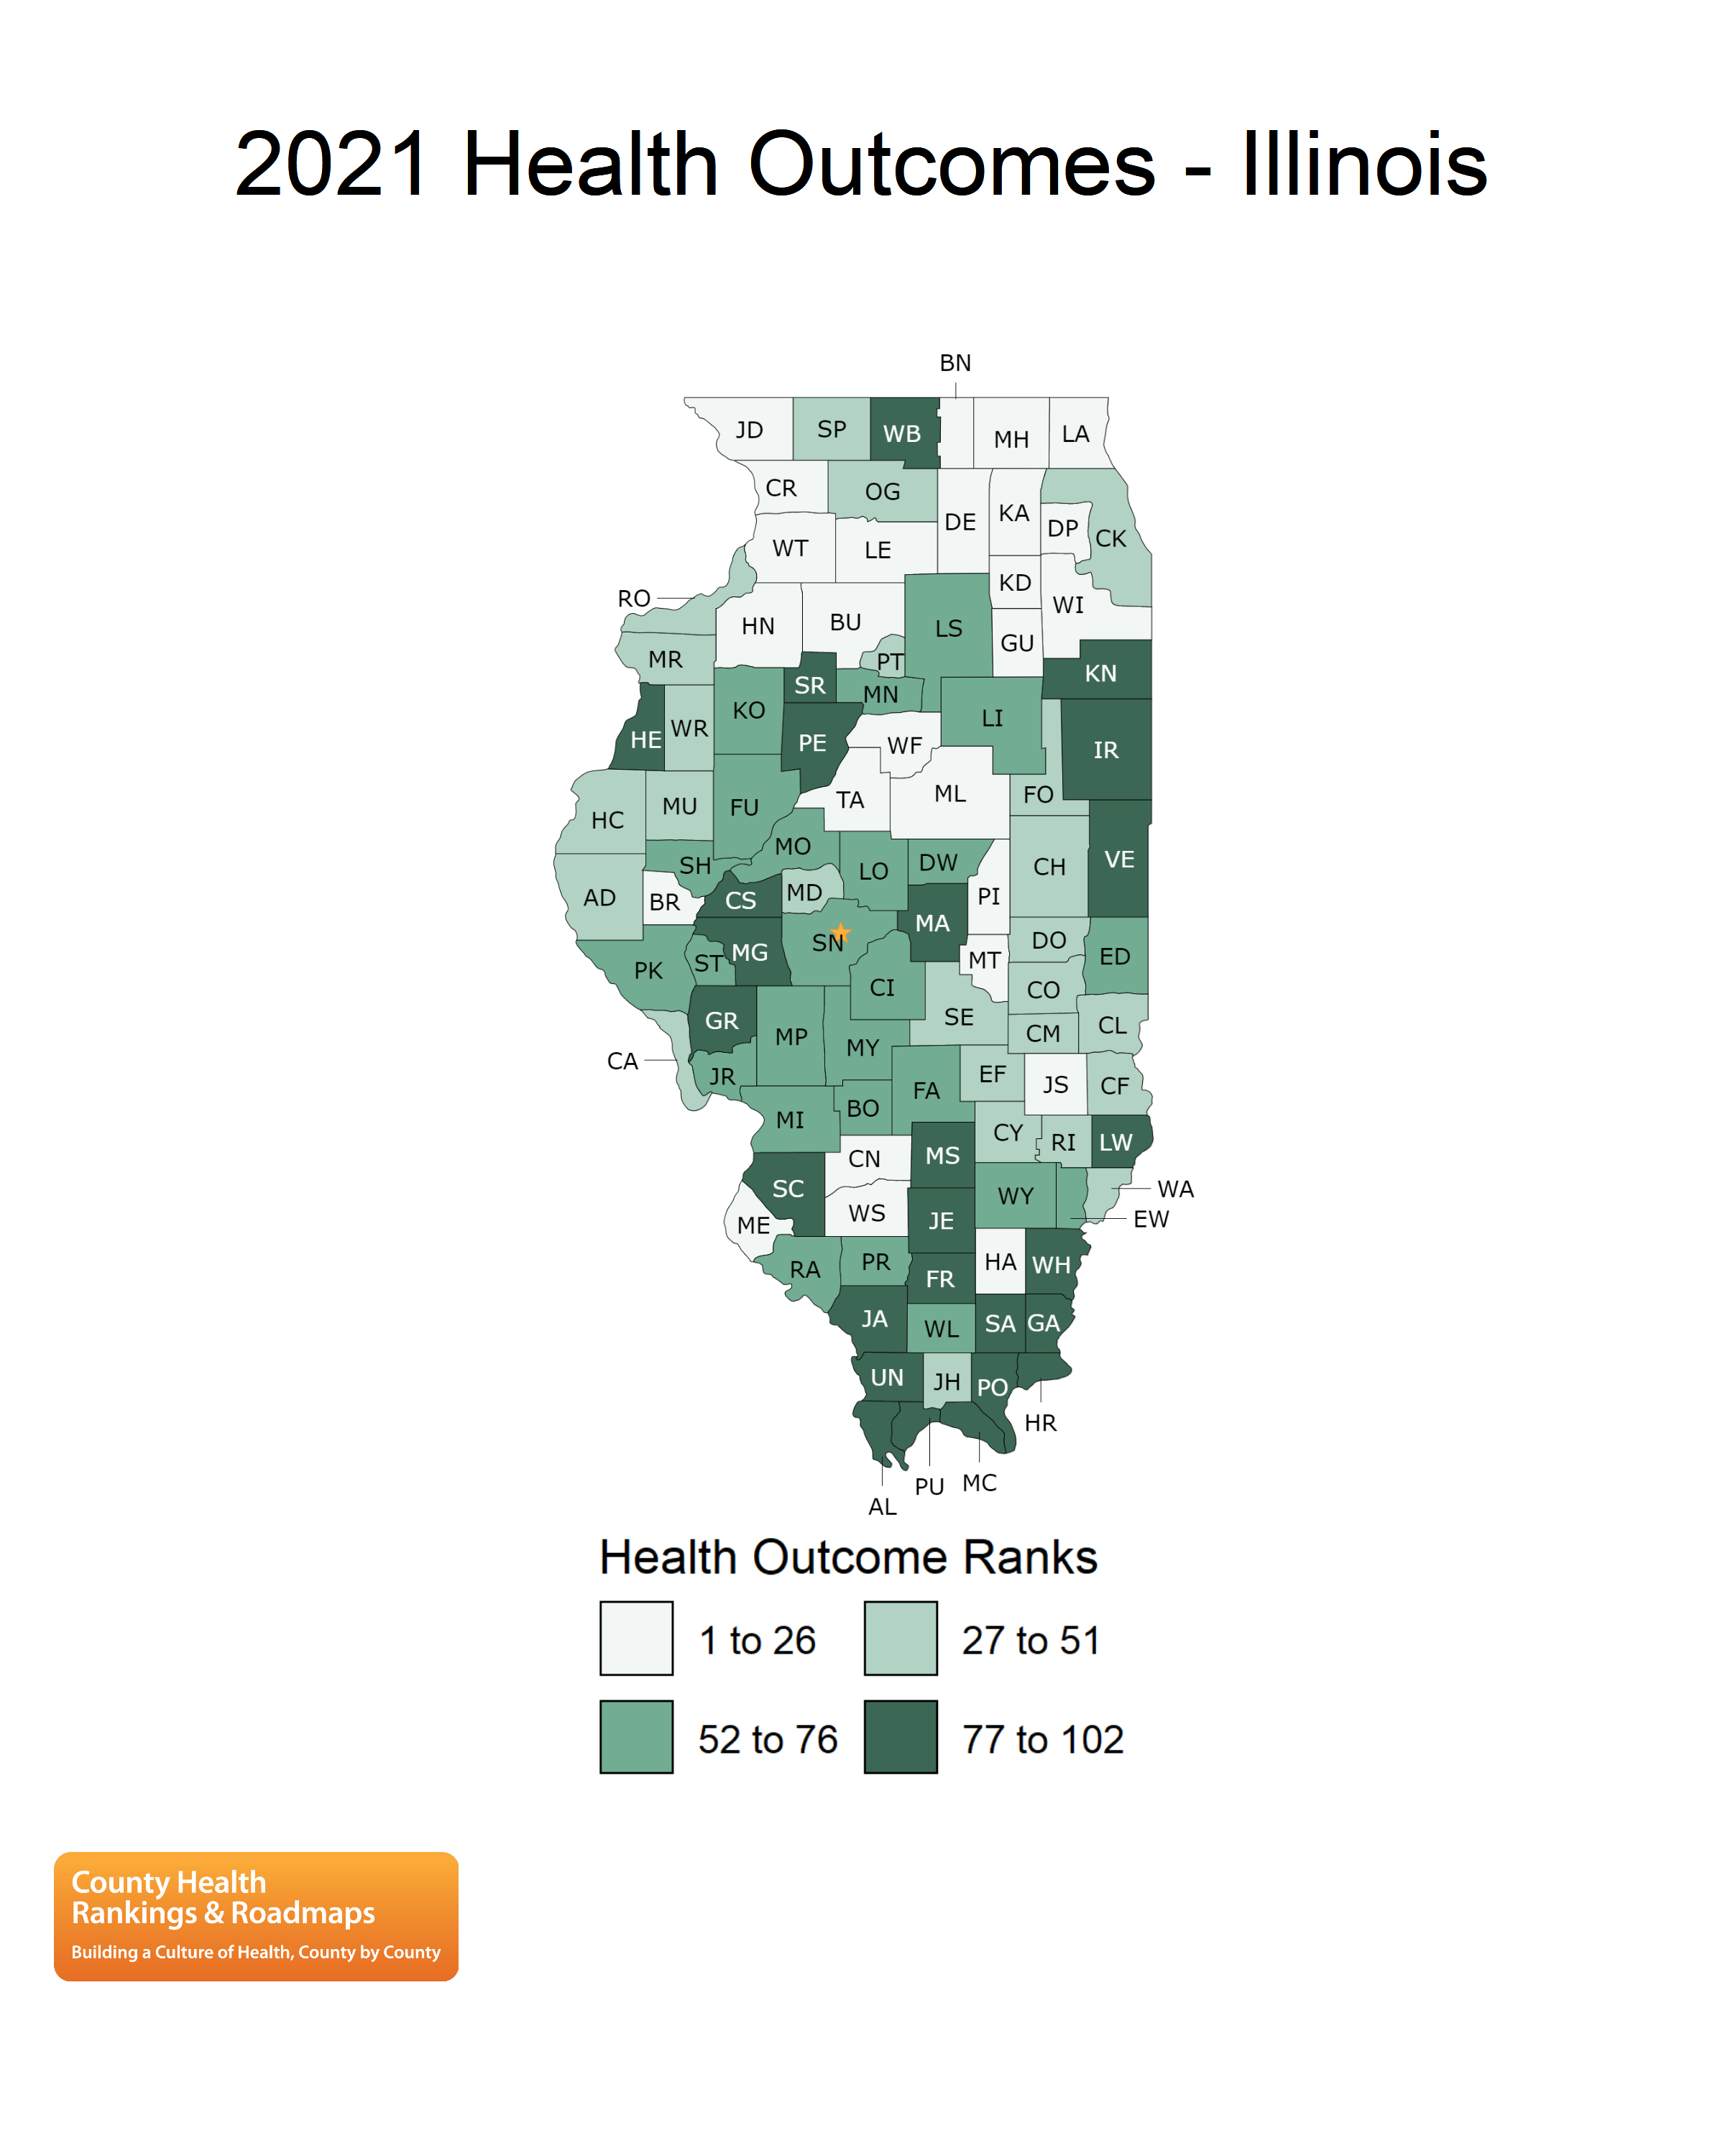 2021 Health Outcomes - Illinois
BN
JD SP WB MH LA
CR OG DE KA DP CK
WT LE
RO KD WI
HN BU LS GU
MR PT KN
SR MN
KO LI
HE WR PE WF IR
TA ML FO
HC MU FU
MO DW VE
SH LO CH
AD BR CS MD PI
MA
SN DO
PK ST MG MT ED
CI CO
GR SE CL
MP MY CM
CA JR EF JS CF
FA
MI BO CY RI LW
CN MS
SC WY WA
ME WS JE EW
RA PR FR HA WH
JA WL SA GA
UN JH PO
HR
PU MC
AL
Health Outcome Ranks
1 to 26 27 to 51
52 to 76 77 to 102
County Health
Rankings & Roadmaps
Building a Culture of Health, County by County